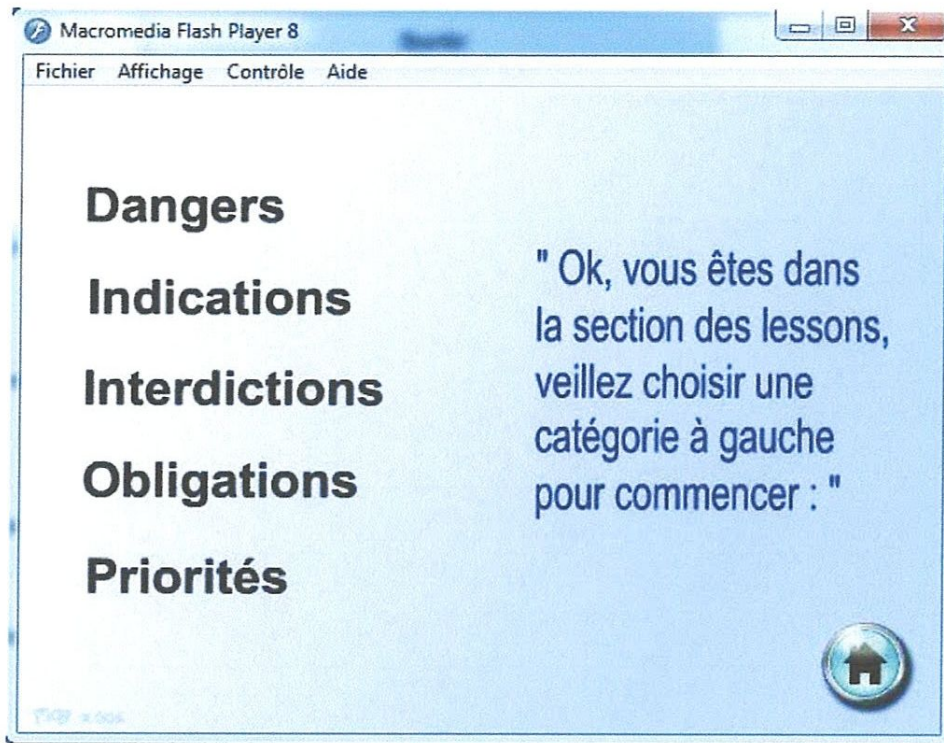 Macromedia Flash Player 8
Fichier Affichage Contrôle Aide
Dangers
Indications
Interdictions
Obligations
Priorités
" Ok, vous êtes dans
la section des lessons,
veillez choisir une
catégorie à gauche
pour commencer : "